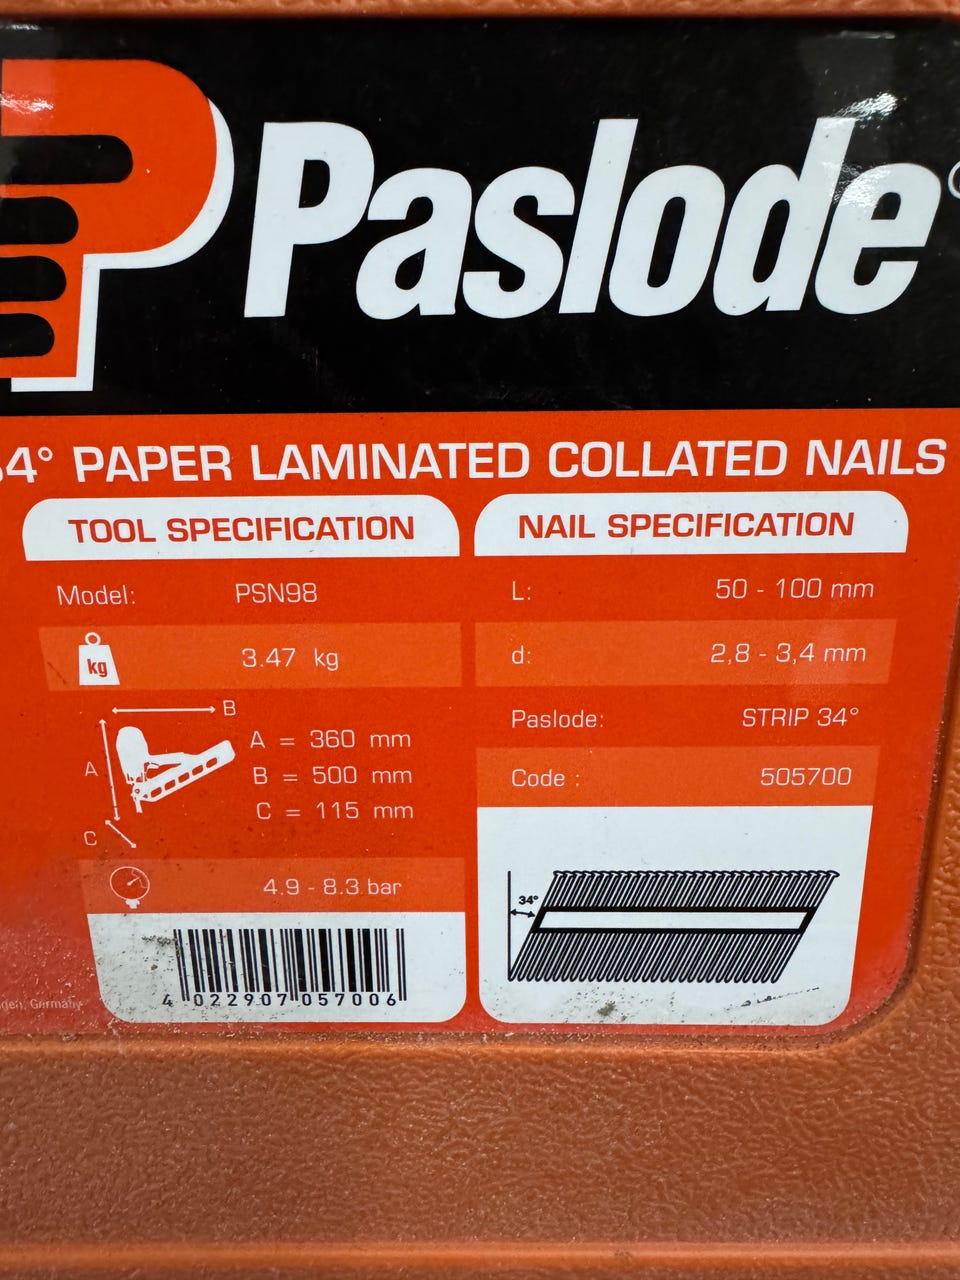 Paslode
34° PAPER LAMINATED COLLATED NAILS
TOOL SPECIFICATION
Model: PSN98
kg 3.47 kg
B
A
C
A = 360 mm
B = 500 mm
C = 115 mm
4.9 - 8.3 bar
4 022907 057006
Germany
NAIL SPECIFICATION
L: 50 - 100 mm
d: 2,8 - 3,4 mm
Paslode: STRIP 34°
Code : 505700
34°